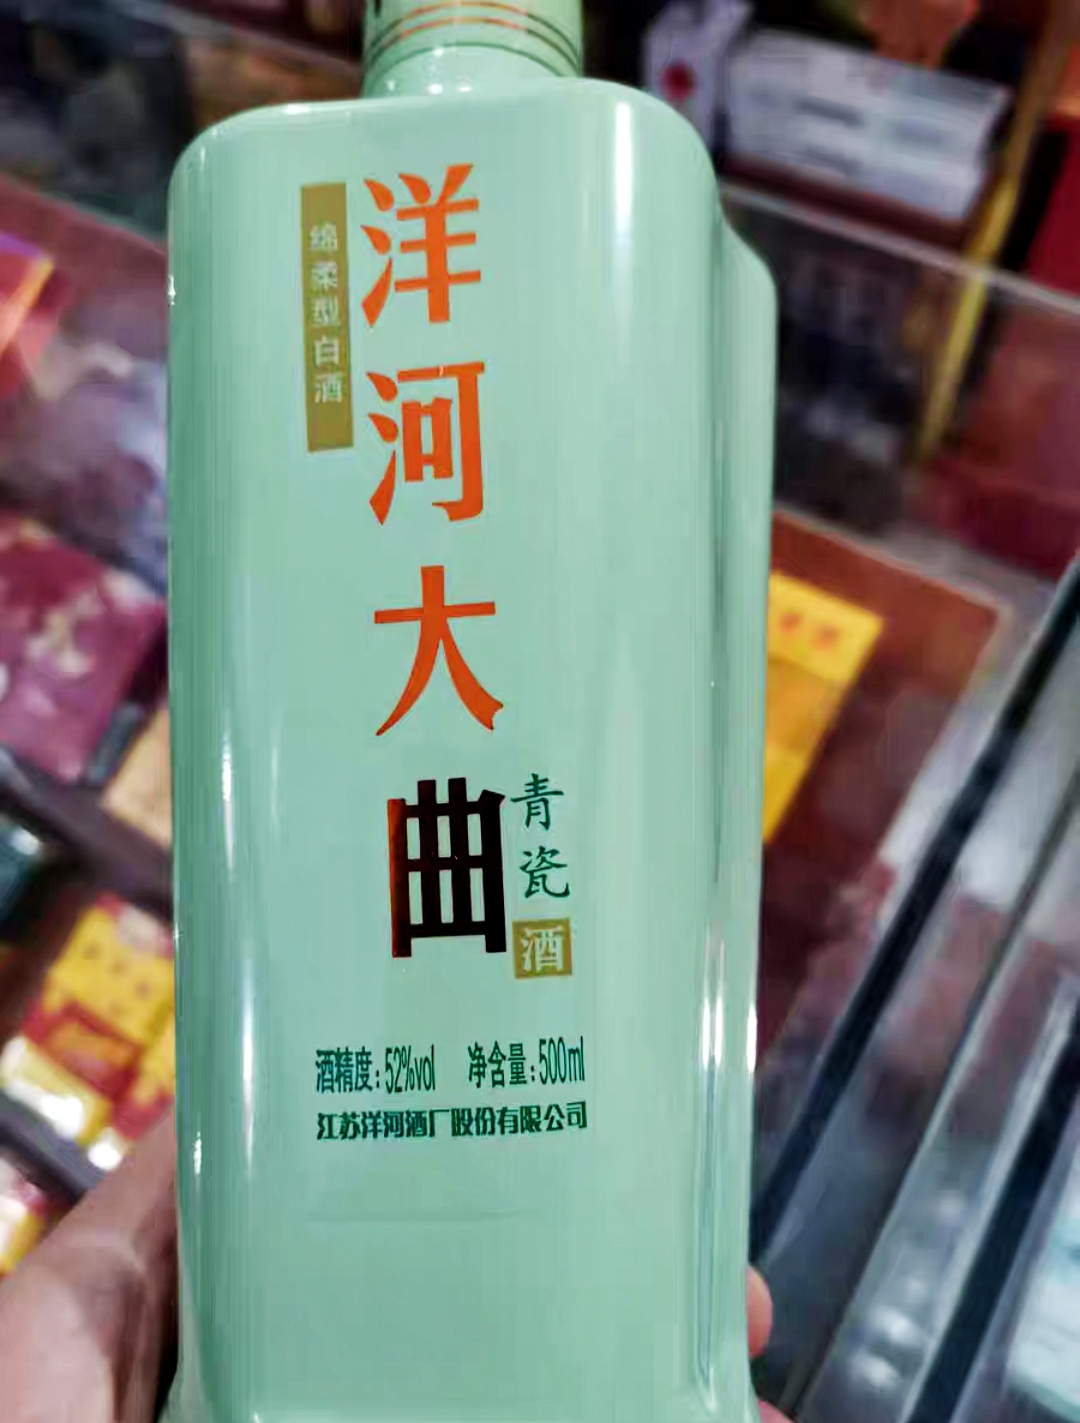 绵柔型白酒
洋河大曲
青瓷
酒
酒精度:52%vol 净含量:500ml
江苏洋河酒厂股份有限公司